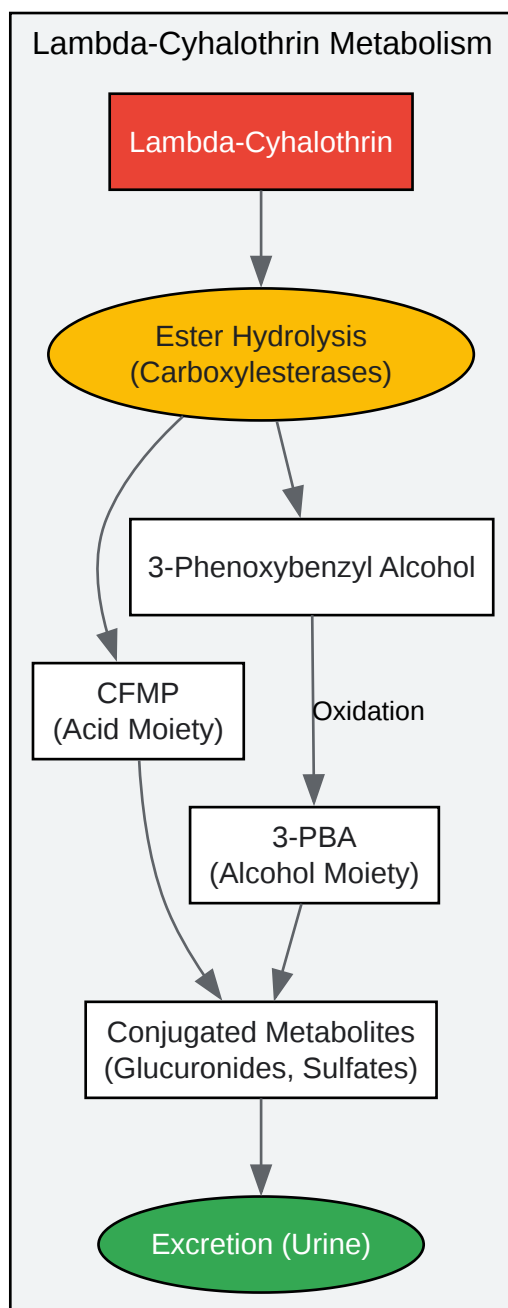 Lambda-Cyhalothrin Metabolism
Lambda-Cyhalothrin
Ester Hydrolysis
(Carboxylesterases)
3-Phenoxybenzyl Alcohol
CFMP
(Acid Moiety)
Oxidation
3-PBA
(Alcohol Moiety)
Conjugated Metabolites
(Glucuronides, Sulfates)
Excretion (Urine)